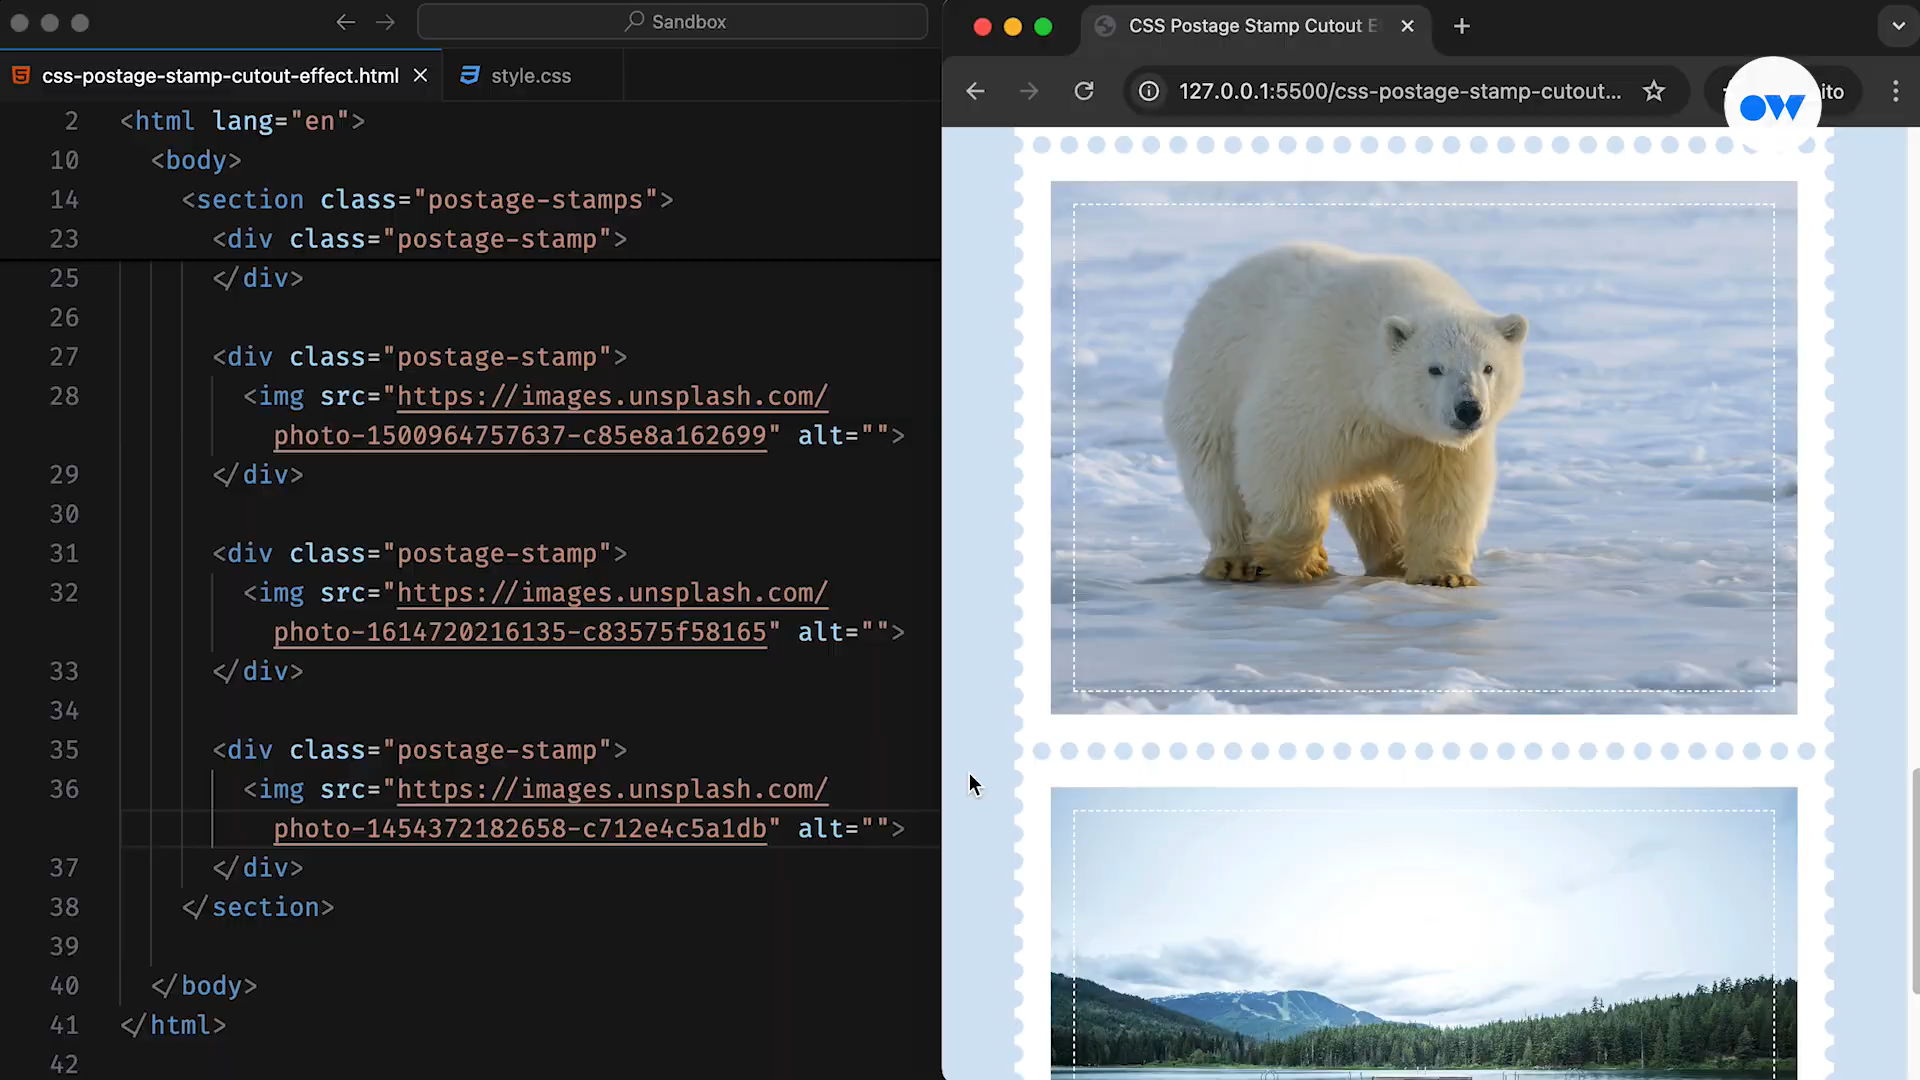 Sandbox
css-postage-stamp-cutout-effect.html
style.css
2 <html lang="en">
10 <body>
14 <section class="postage-stamps">
23 <div class="postage-stamp">
25 </div>
26
27 <div class="postage-stamp">
28 <img src="https://images.unsplash.com/
photo-1500964757637-c85e8a162699" alt="">
29 </div>
30
31 <div class="postage-stamp">
32 <img src="https://images.unsplash.com/
photo-1614720216135-c83575f58165" alt="">
33 </div>
34
35 <div class="postage-stamp">
36 <img src="https://images.unsplash.com/
photo-1454372182658-c712e4c5a1db" alt="">
37 </div>
38 </section>
39
40 </body>
41 </html>
42
CSS Postage Stamp Cutout E
127.0.0.1:5500/css-postage-stamp-cutout...
ito
OW